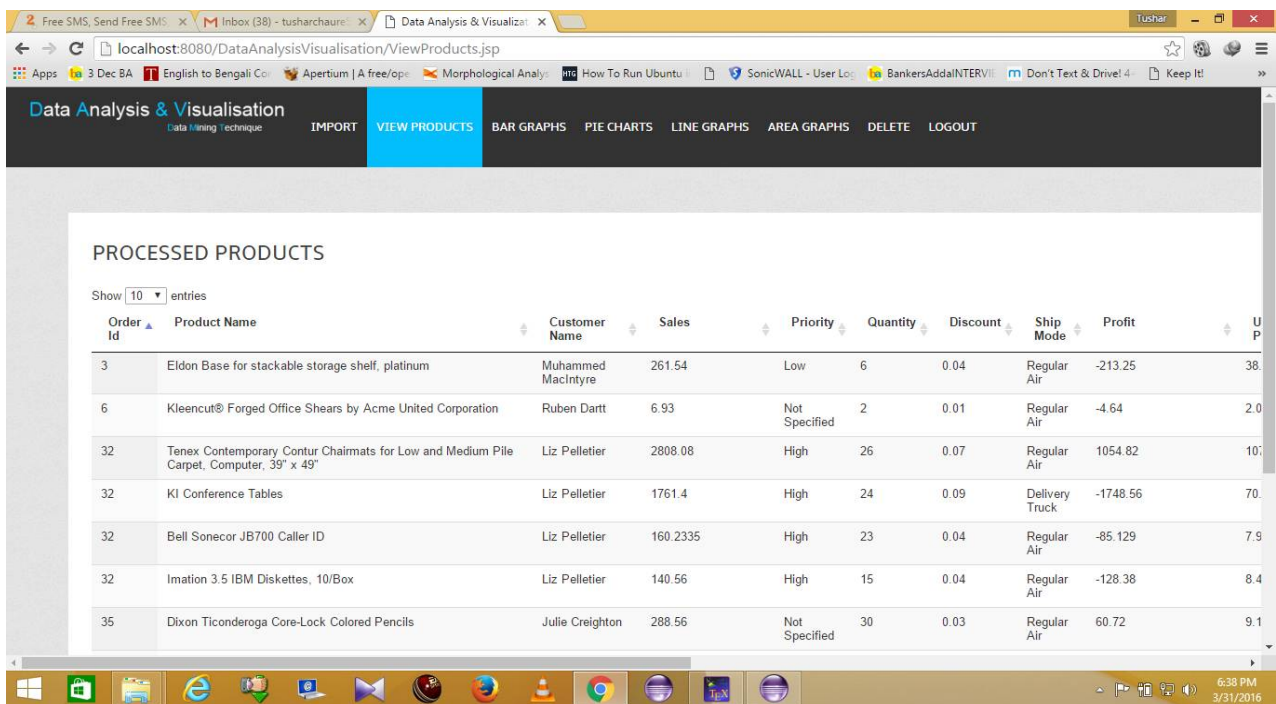 Free SMS, Send Free SMS
Inbox (38) - tusharchaure
Data Analysis & Visualizat
Tushar
localhost:8080/DataAnalysisVisualisation/ViewProducts.jsp
Apps
3 Dec BA
English to Bengali Co
Apertium | A free/ope
Morphological Analy
HTG How To Run Ubuntu i
SonicWALL - User Log
BankersAddaINTERVI
Don't Text & Drive! 4
Keep It!
»
Data Analysis & Visualisation
Data Mining Technique
IMPORT VIEW PRODUCTS BAR GRAPHS PIE CHARTS LINE GRAPHS AREA GRAPHS DELETE LOGOUT
PROCESSED PRODUCTS
Show 10 entries
Order Product Name Customer Sales Priority Quantity Discount Ship Profit U
Id Name Mode P
3 Eldon Base for stackable storage shelf, platinum Muhammed 261.54 Low 6 0.04 Regular -213.25 38.
MacIntyre Air
6 Kleencut® Forged Office Shears by Acme United Corporation Ruben Dartt 6.93 Not 2 0.01 Regular -4.64 2.0
Specified Air
32 Tenex Contemporary Contur Chairmats for Low and Medium Pile Liz Pelletier 2808.08 High 26 0.07 Regular 1054.82 107
Carpet, Computer, 39" x 49" Air
32 KI Conference Tables Liz Pelletier 1761.4 High 24 0.09 Delivery -1748.56 70.
Truck
32 Bell Sonecor JB700 Caller ID Liz Pelletier 160.2335 High 23 0.04 Regular -85.129 7.9
Air
32 Imation 3.5 IBM Diskettes, 10/Box Liz Pelletier 140.56 High 15 0.04 Regular -128.38 8.4
Air
35 Dixon Ticonderoga Core-Lock Colored Pencils Julie Creighton 288.56 Not 30 0.03 Regular 60.72 9.1
Specified Air
TEX
6:38 PM
3/31/2016